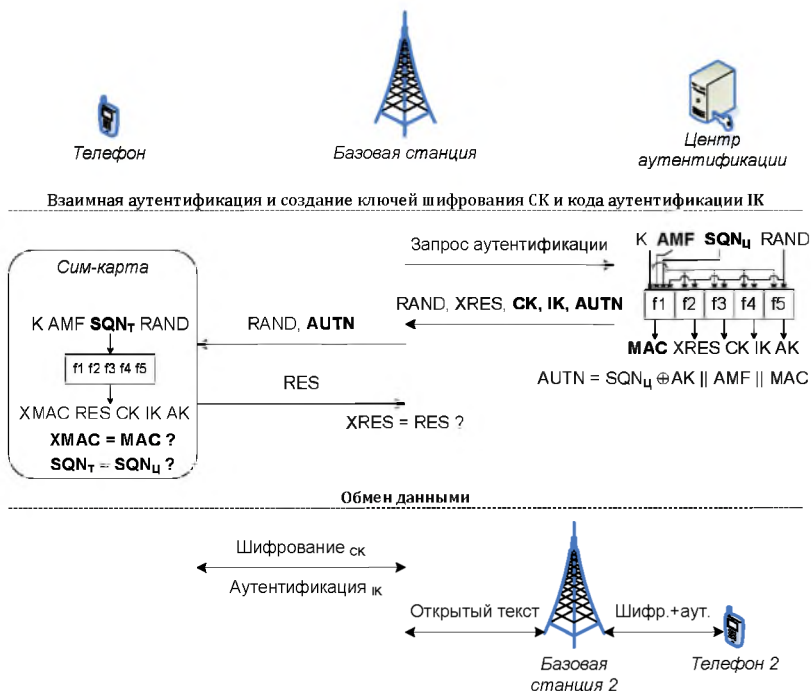 Телефон
Базовая станция
Центр
аутентификации
Взаимная аутентификация и создание ключей шифрования СК и кода аутентификации IК
Сим-карта
K AMF SQNТ RAND
f1 f2 f3 f4 f5
XMAC RES CK IK AK
XMAC = MAC ?
SQNТ = SQNЦ ?
Запрос аутентификации
RAND, XRES, CK, IK, AUTN
RAND, AUTN
RES
XRES = RES ?
K AMF SQNЦ RAND
f1 f2 f3 f4 f5
MAC XRES CK IK AK
AUTN = SQNЦ ⊕AK || AMF || MAC
Обмен данными
Шифрование CK
Аутентификация IK
Открытый текст
Шифр.+аут.
Базовая
станция 2
Телефон 2